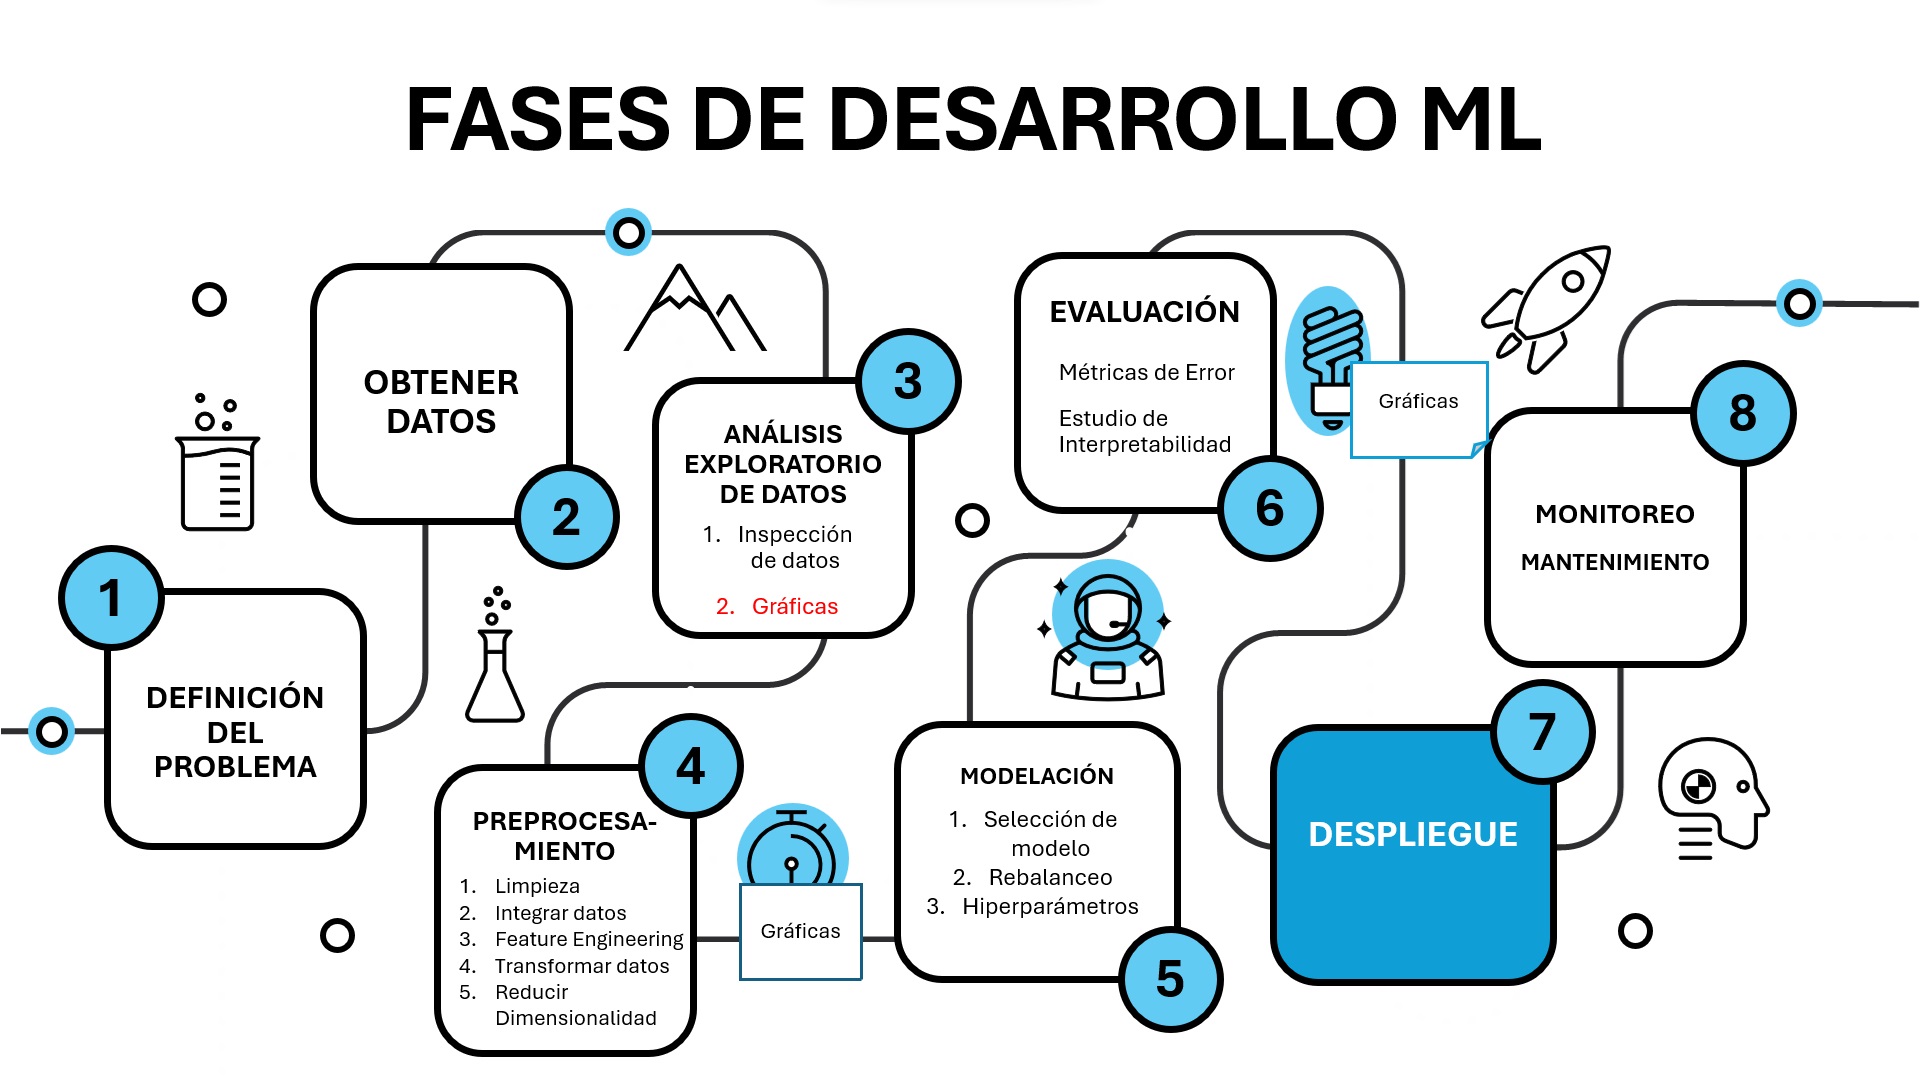 FASES DE DESARROLLO ML
1
DEFINICIÓN
DEL
PROBLEMA
OBTENER
DATOS
2
3
ANÁLISIS
EXPLORATORIO
DE DATOS
1. Inspección
de datos
2. Gráficas
4
PREPROCESA-
MIENTO
1. Limpieza
2. Integrar datos
3. Feature Engineering
4. Transformar datos
5. Reducir
Dimensionalidad
Gráficas
MODELACIÓN
1. Selección de
modelo
2. Rebalanceo
3. Hiperparámetros
5
EVALUACIÓN
Métricas de Error
Estudio de
Interpretabilidad
6
Gráficas
7
DESPLIEGUE
8
MONITOREO
MANTENIMIENTO